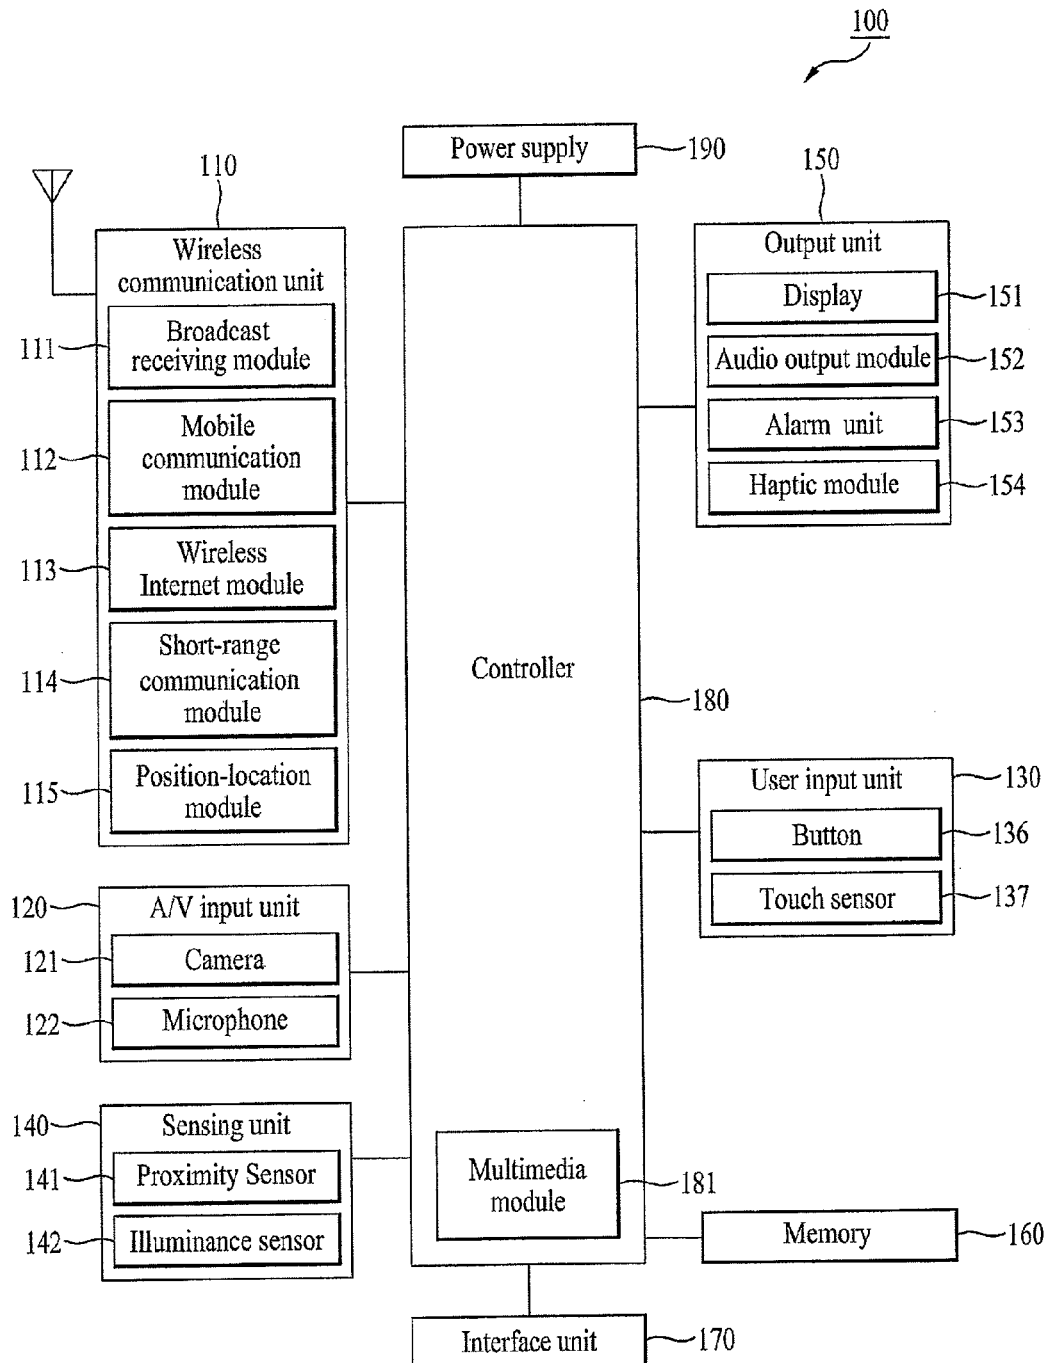 100
Power supply
190
110
Wireless
communication unit
111
Broadcast
receiving module
112
Mobile
communication
module
113
Wireless
Internet module
114
Short-range
communication
module
115
Position-location
module
120
A/V input unit
121
Camera
122
Microphone
140
Sensing unit
141
Proximity Sensor
142
Illuminance sensor
Controller
180
Multimedia
module
181
150
Output unit
Display
151
Audio output module
152
Alarm unit
153
Haptic module
154
User input unit
130
Button
136
Touch sensor
137
Memory
160
Interface unit
170